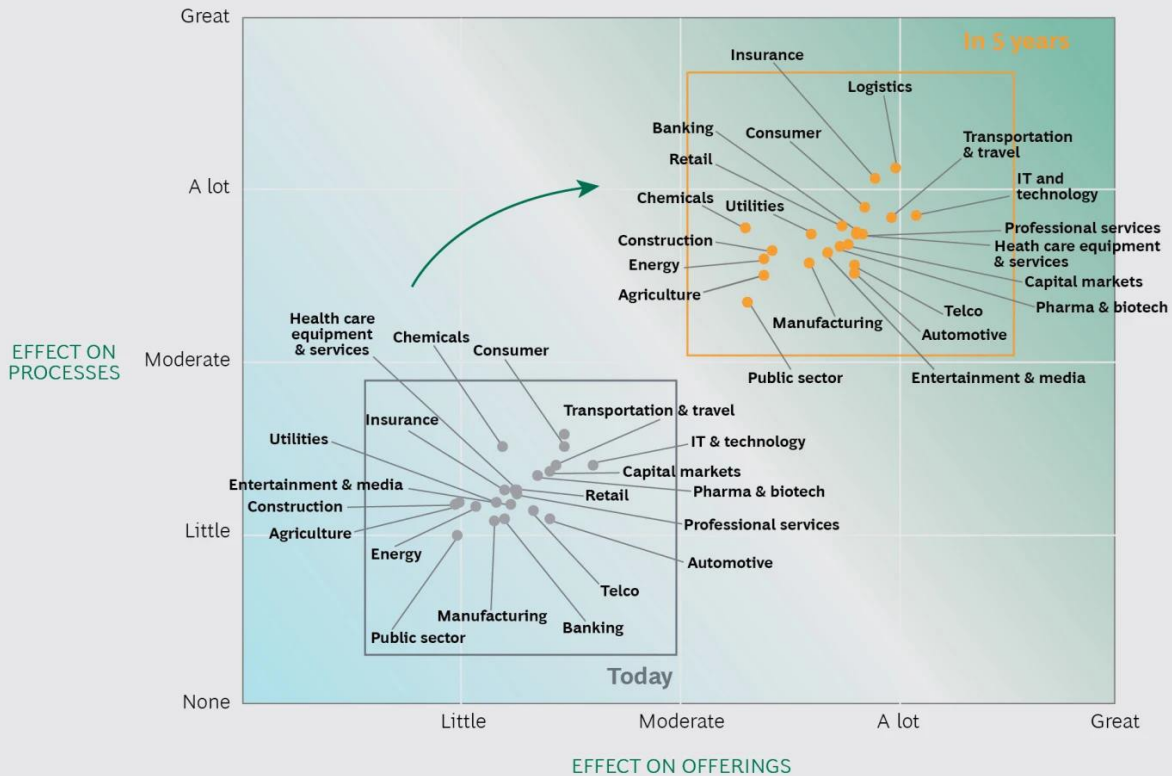 Great
In 5 years
Insurance
Logistics
Banking
Consumer
Transportation
& travel
Retail
IT and
technology
A lot
Chemicals
Utilities
Professional services
Construction
Heath care equipment
& services
Energy
Capital markets
Agriculture
Pharma & biotech
Telco
Manufacturing
Automotive
Public sector
Entertainment & media
Health care
equipment
& services
Chemicals
Consumer
EFFECT ON
PROCESSES
Moderate
Transportation & travel
Insurance
Utilities
IT & technology
Capital markets
Entertainment & media
Pharma & biotech
Retail
Construction
Professional services
Little
Agriculture
Energy
Automotive
Telco
Manufacturing
Banking
Public sector
Today
None
Little
Moderate
A lot
Great
EFFECT ON OFFERINGS